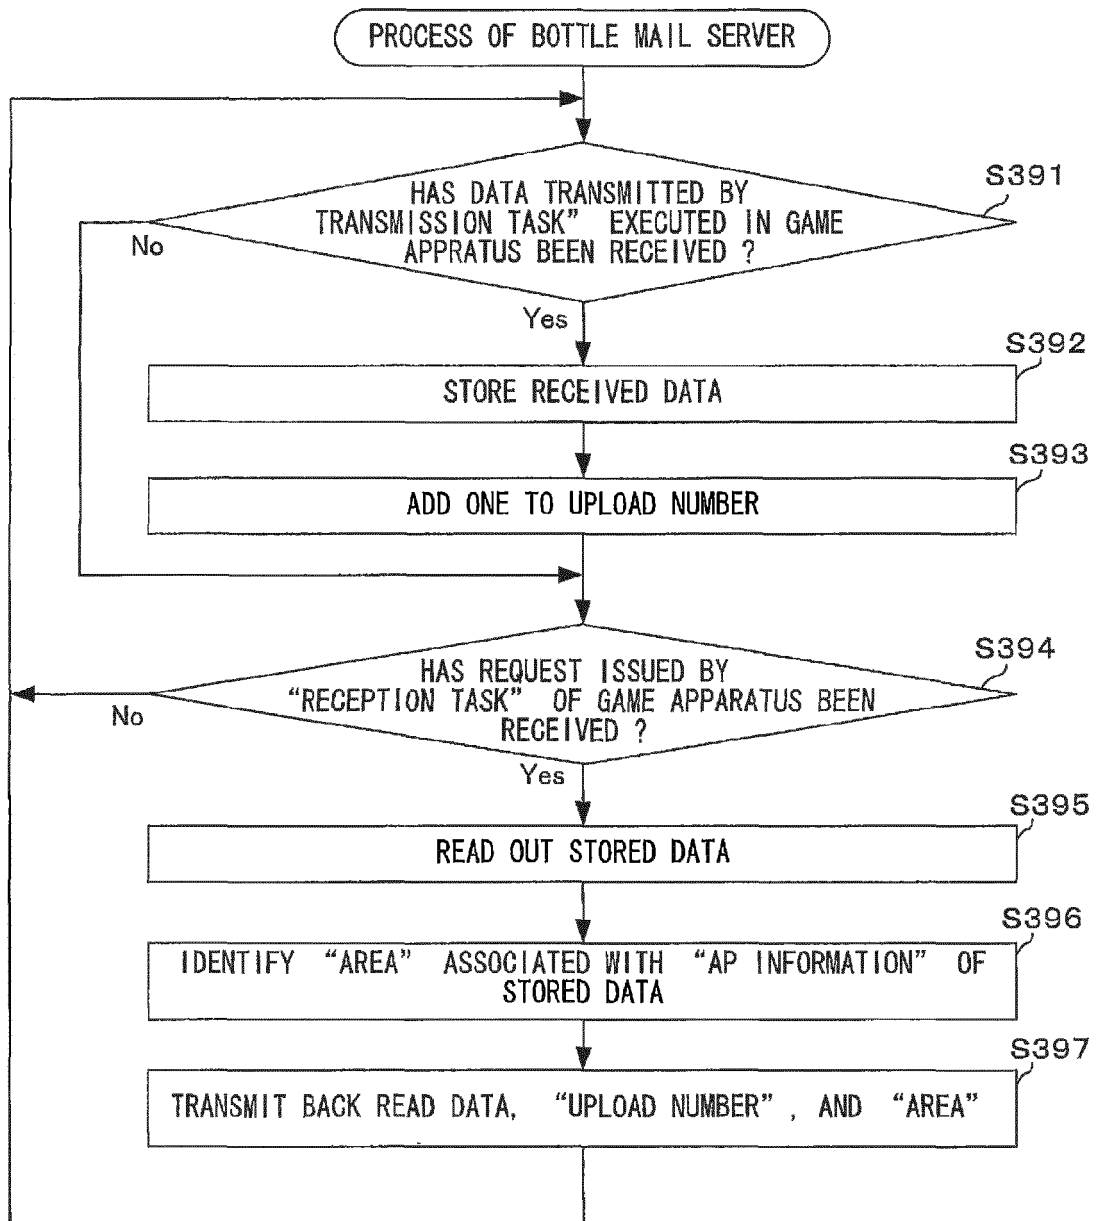 PROCESS OF BOTTLE MAIL SERVER
S391
HAS DATA TRANSMITTED BY
TRANSMISSION TASK” EXECUTED IN GAME
APPRATUS BEEN RECEIVED ?
No
Yes
S392
STORE RECEIVED DATA
S393
ADD ONE TO UPLOAD NUMBER
S394
HAS REQUEST ISSUED BY
“RECEPTION TASK” OF GAME APPARATUS BEEN
RECEIVED ?
No
Yes
S395
READ OUT STORED DATA
S396
IDENTIFY “AREA” ASSOCIATED WITH “AP INFORMATION” OF
STORED DATA
S397
TRANSMIT BACK READ DATA, “UPLOAD NUMBER”, AND “AREA”